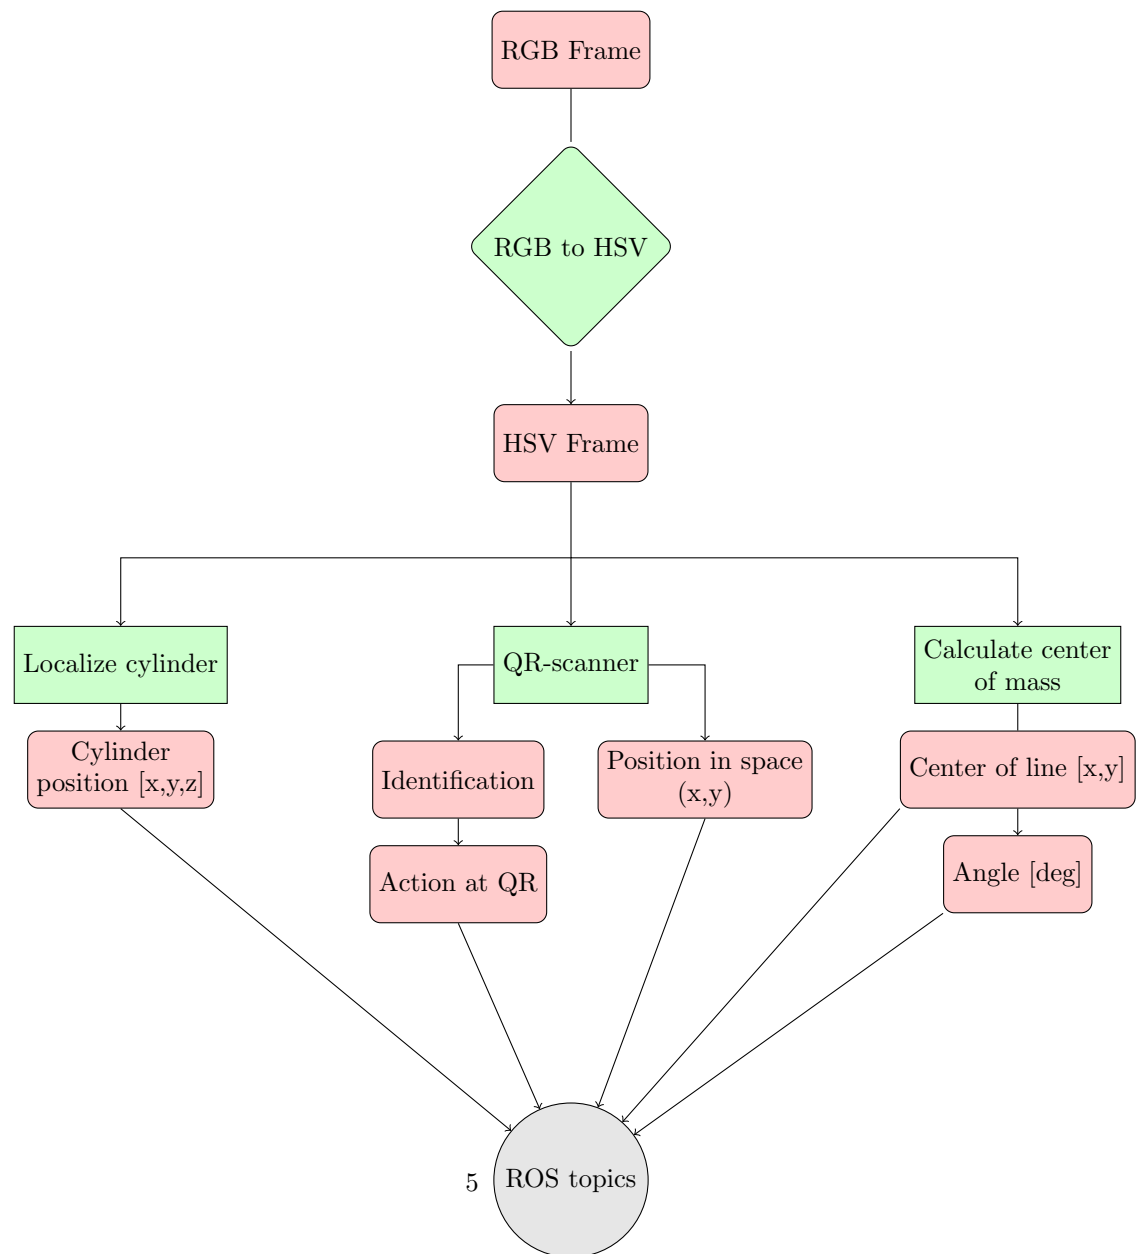 RGB Frame
RGB to HSV
HSV Frame
Localize cylinder
QR-scanner
Calculate center
of mass
Cylinder
position [x,y,z]
Identification
Position in space
(x,y)
Center of line [x,y]
Action at QR
Angle [deg]
5
ROS topics